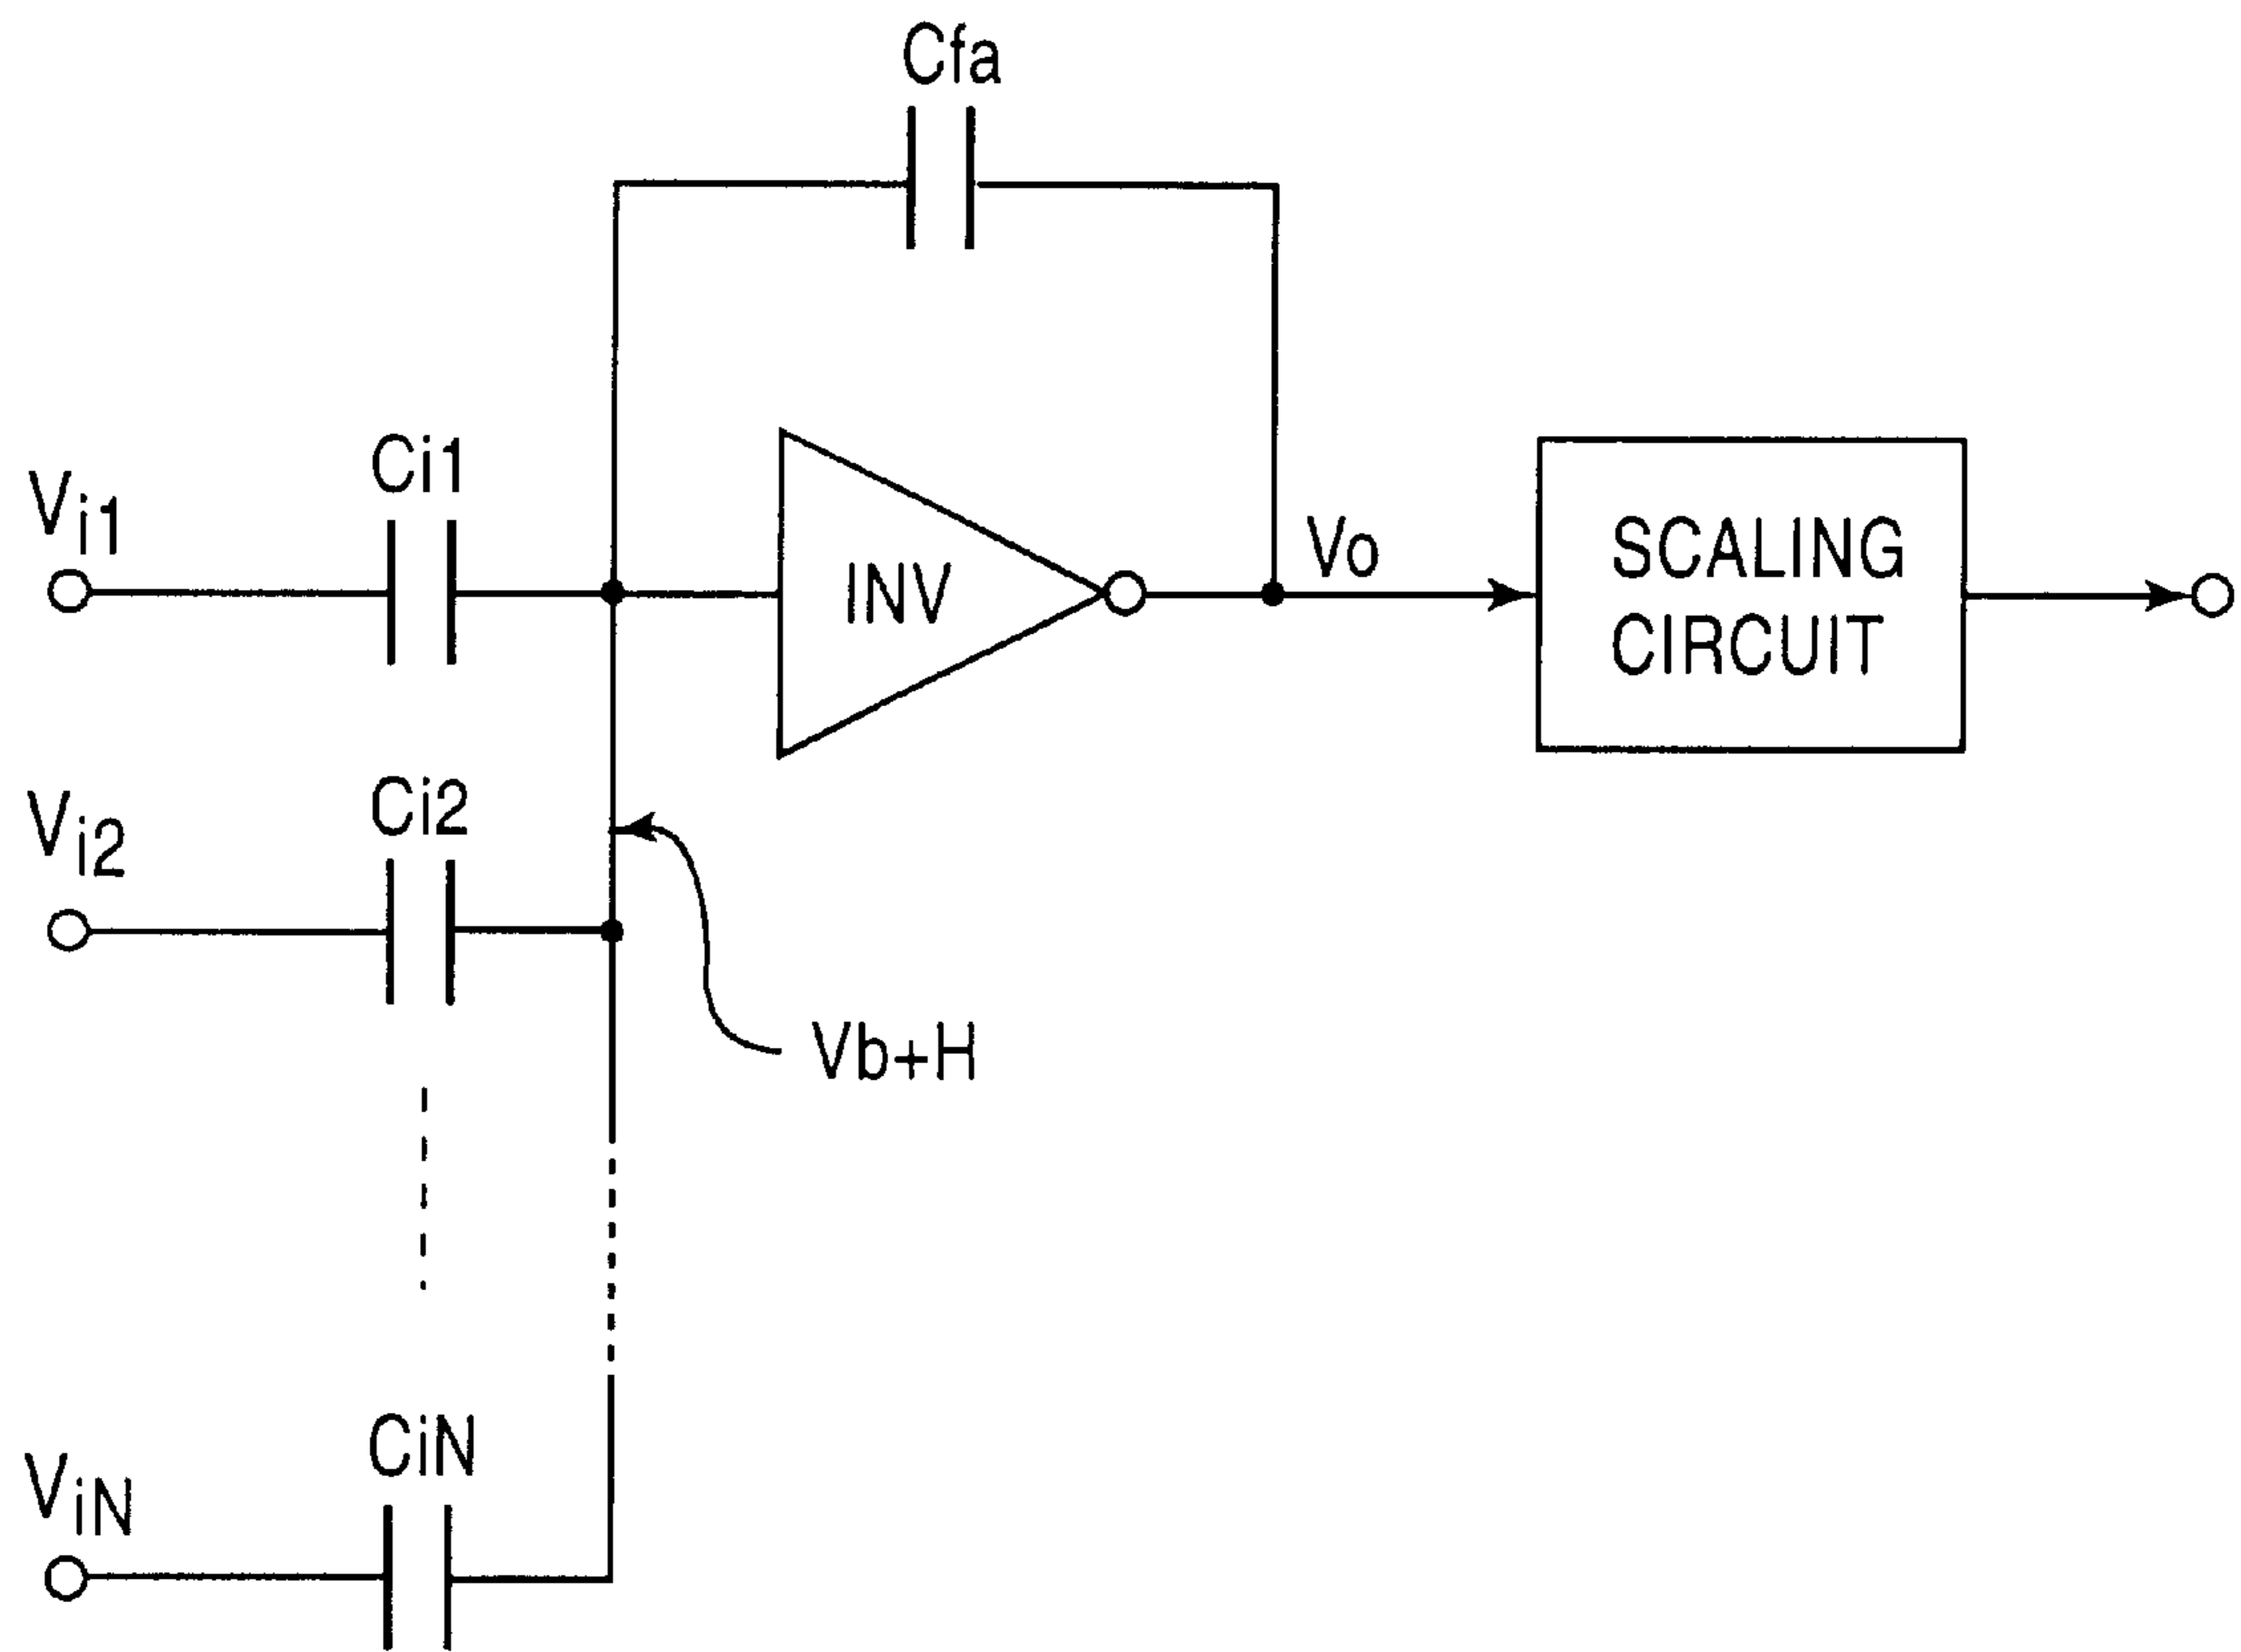 Cfa
Ci1
Vi1
INV
Vo
SCALING
CIRCUIT
Ci2
Vi2
Vb+H
CiN
ViN